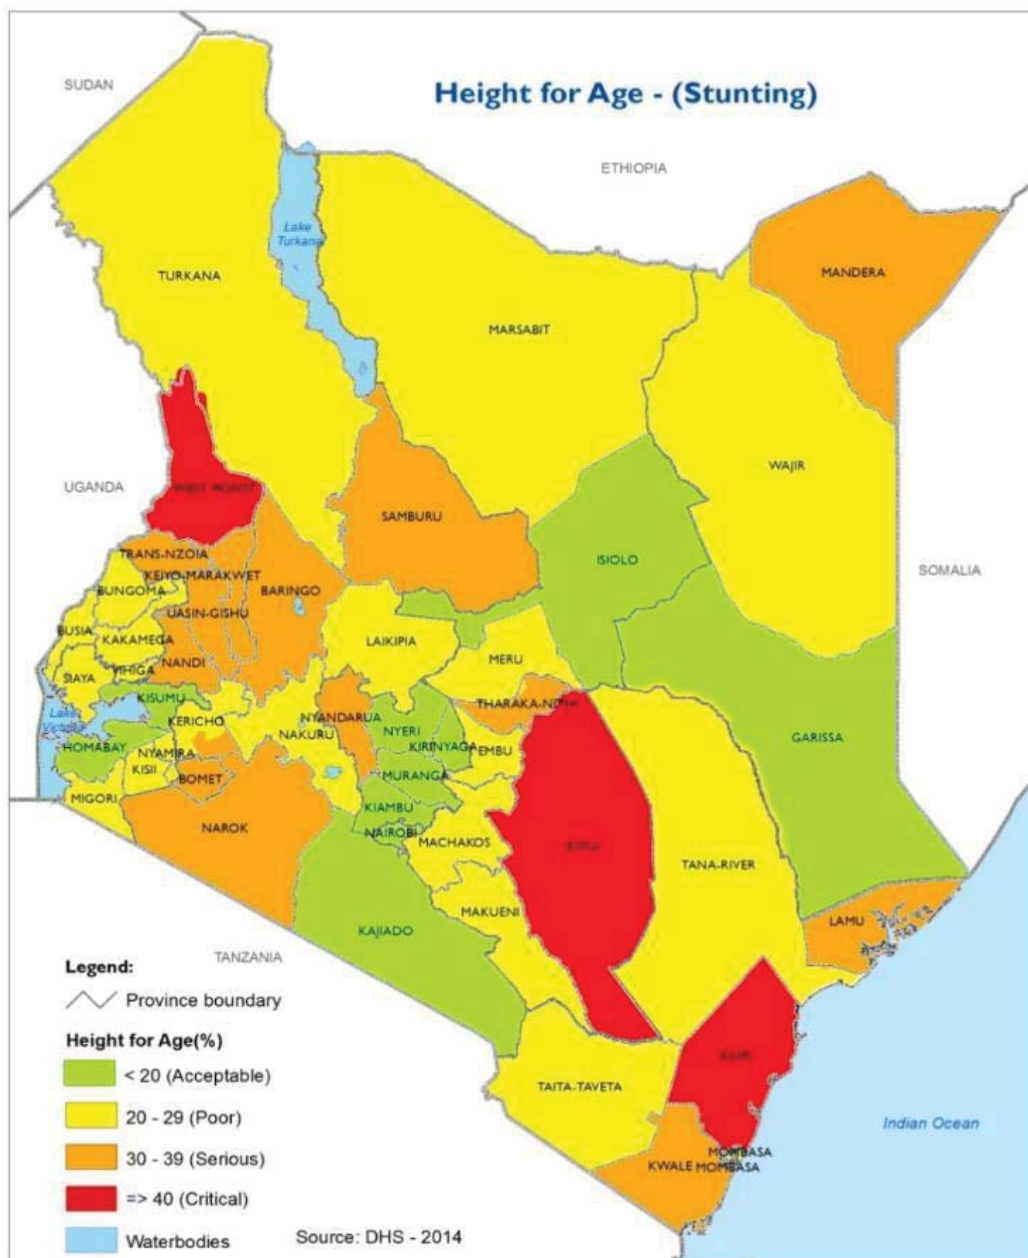 Height for Age - (Stunting)
SUDAN
ETHIOPIA
Lake
Turkana
TURKANA
MANDERA
MARSABIT
WAJIR
UGANDA
SAMBURU
ISIOLO
SOMALIA
TRANS-NZOIA
KEIYO-MARAKWET
BUNGOMA
BARINGO
UASIN-GISHU
BUSIA
KAKAMEGA
LAIKIPIA
NANDI
VIHIGA
SIAYA
MERU
KISUMU
THARAKA-NITHI
Lake
Victoria
KERICHO
NYANDARUA
NYERI
GARISSA
HOMABAY
NYAMIRA
NAKURU
KIRINYAGA
EMBU
KISII
BOMET
MURANGA
MIGORI
KIAMBU
NAROK
NAIROBI
MACHAKOS
KITUI
TANA-RIVER
MAKUENI
LAMU
KAJIADO
TANZANIA
Legend:
Province boundary
Height for Age(%)
< 20 (Acceptable)
20 - 29 (Poor)
30 - 39 (Serious)
=> 40 (Critical)
Waterbodies
TAITA-TAVETA
Indian Ocean
MOMBASA
KWALE
MOMBASA
Source: DHS - 2014